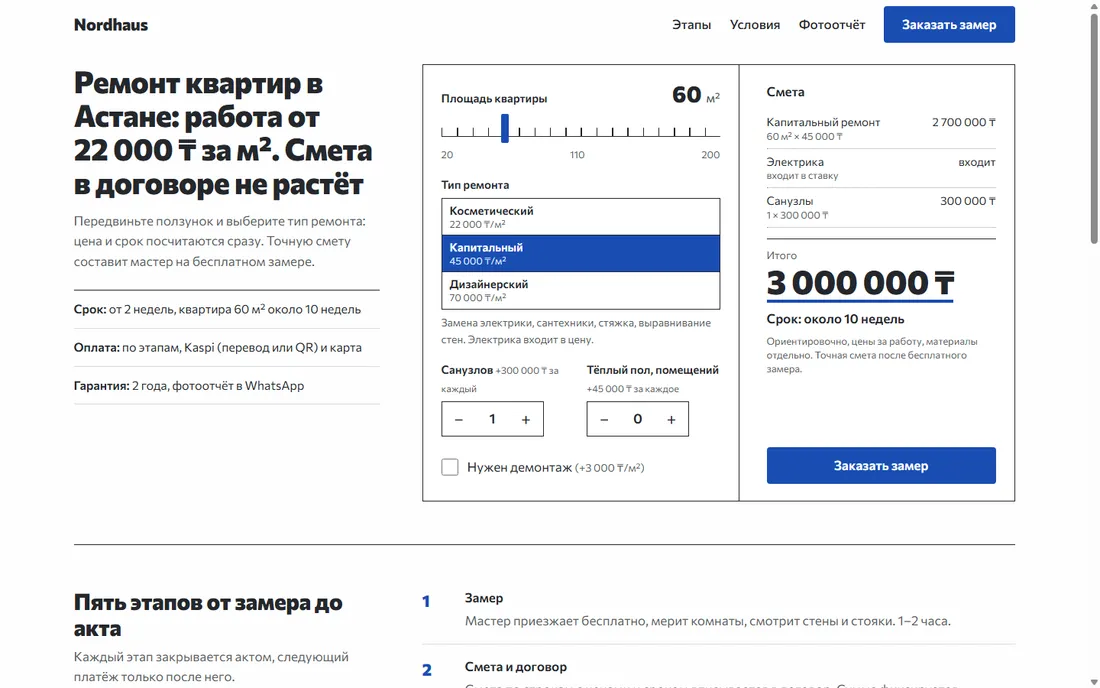 Nordhaus
Этапы
Условия
Фотоотчёт
Заказать замер
Ремонт квартир в
Астане: работа от
22 000 ₸ за м². Смета
в договоре не растёт
Передвиньте ползунок и выберите тип ремонта:
цена и срок посчитаются сразу. Точную смету
составит мастер на бесплатном замере.
Срок: от 2 недель, квартира 60 м² около 10 недель
Оплата: по этапам, Kaspi (перевод или QR) и карта
Гарантия: 2 года, фотоотчёт в WhatsApp
Площадь квартиры
60 м²
20
110
200
Тип ремонта
Косметический
22 000 ₸/м²
Капитальный
45 000 ₸/м²
Дизайнерский
70 000 ₸/м²
Замена электрики, сантехники, стяжка, выравнивание
стен. Электрика входит в цену.
Санузлов +300 000 ₸ за
каждый
− 1 +
Тёплый пол, помещений
+45 000 ₸ за каждое
− 0 +
Нужен демонтаж (+3 000 ₸/м²)
Смета
Капитальный ремонт 2 700 000 ₸
60 м² × 45 000 ₸
Электрика входит
входит в ставку
Санузлы 300 000 ₸
1 × 300 000 ₸
Итого
3 000 000 ₸
Срок: около 10 недель
Ориентировочно, цены за работу, материалы
отдельно. Точная смета после бесплатного
замера.
Заказать замер
Пять этапов от замера до
акта
Каждый этап закрывается актом, следующий
платёж только после него.
1 Замер
Мастер приезжает бесплатно, мерит комнаты, смотрит стены и стояки. 1–2 часа.
2 Смета и договор